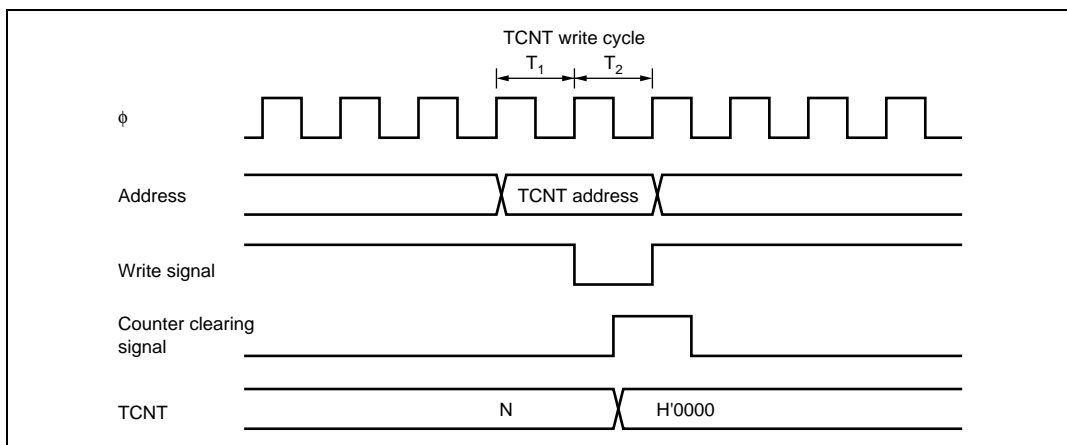 TCNT write cycle
T1 T2
ϕ
Address
TCNT address
Write signal
Counter clearing
signal
TCNT
N
H'0000